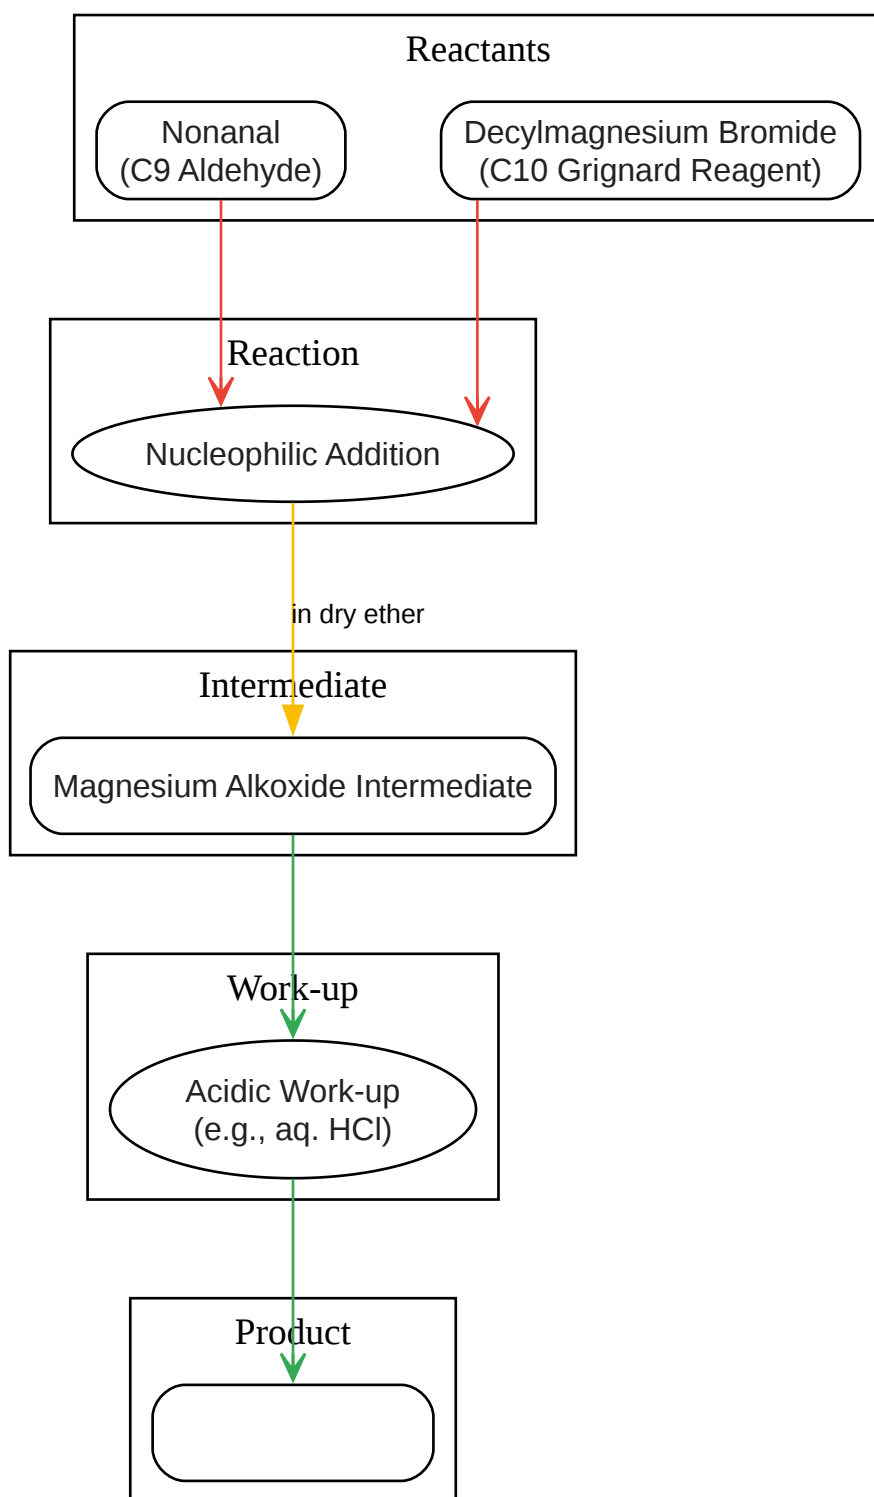 Reactants
Nonanal
(C9 Aldehyde)
Decylmagnesium Bromide
(C10 Grignard Reagent)
Reaction
Nucleophilic Addition
in dry ether
Intermediate
Magnesium Alkoxide Intermediate
Work-up
Acidic Work-up
(e.g., aq. HCl)
Product